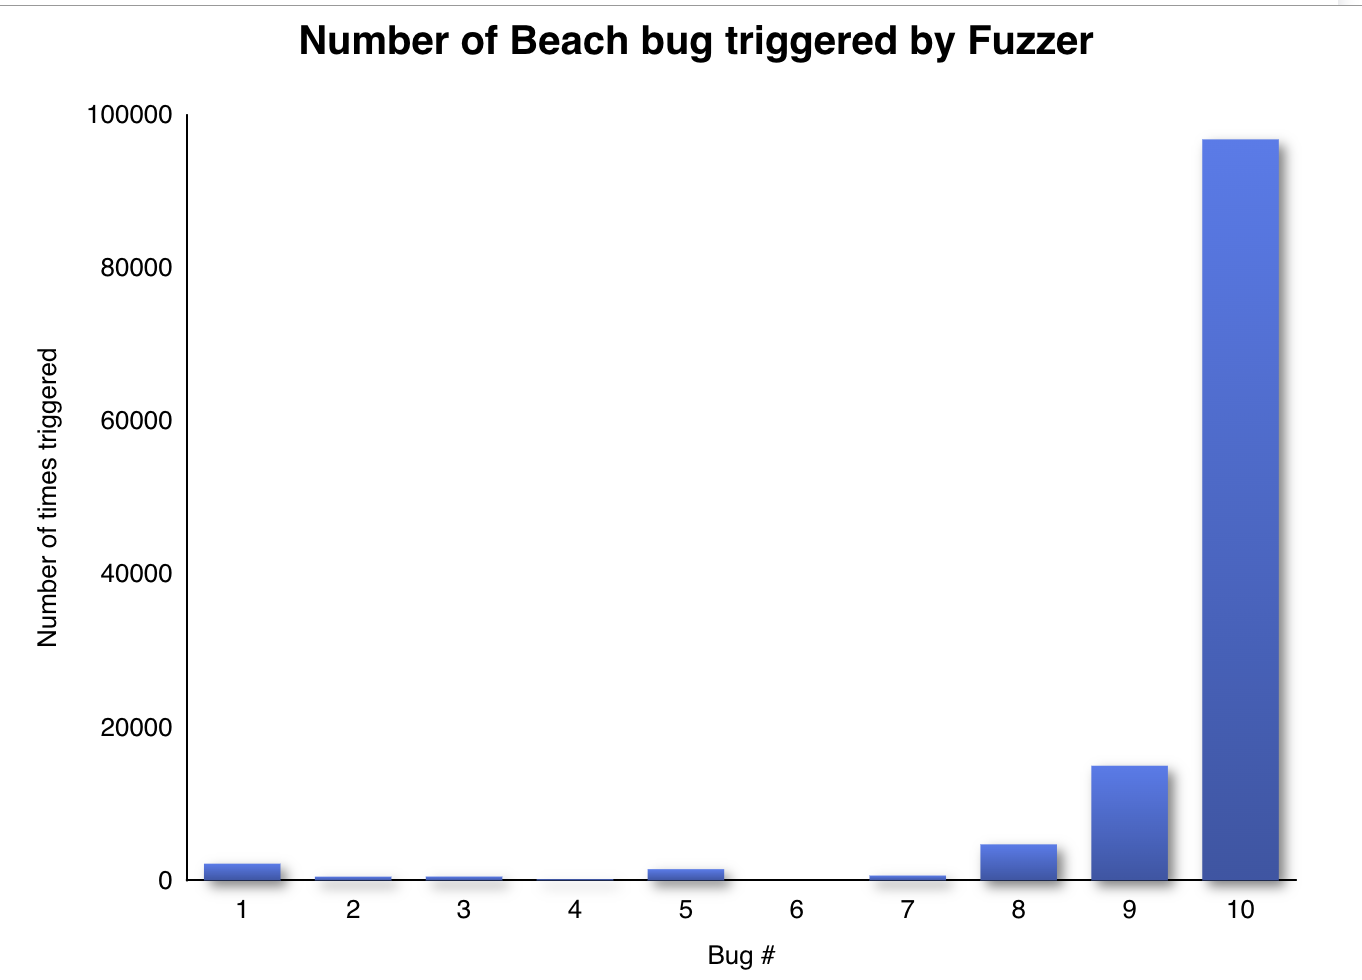 Number of Beach bug triggered by Fuzzer
100000
80000
60000
40000
20000
0
Number of times triggered
1 2 3 4 5 6 7 8 9 10
Bug #